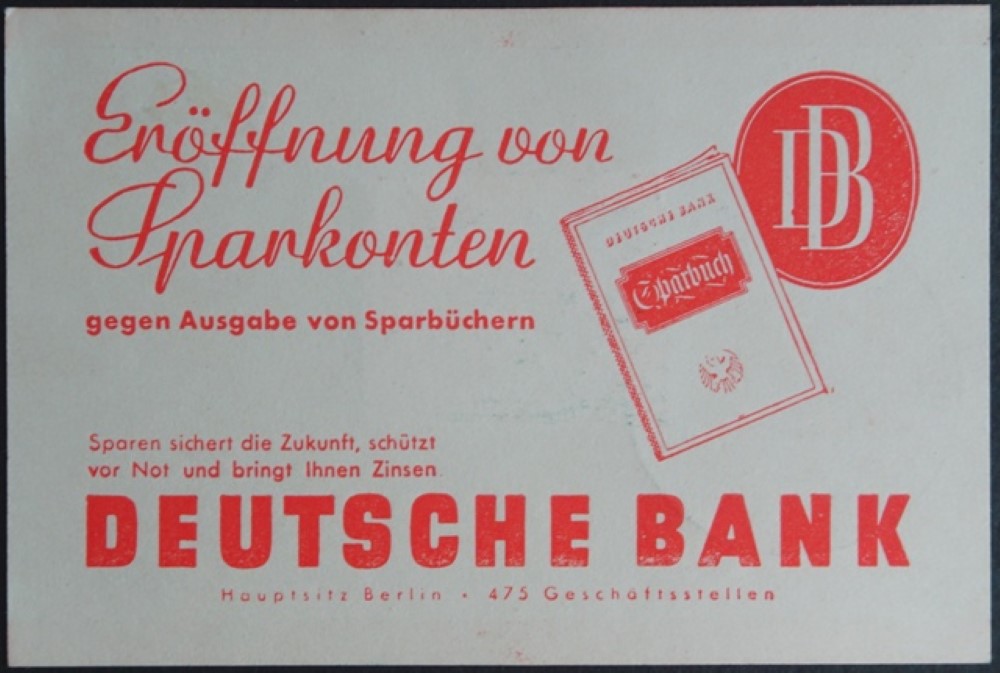 Eröffnung von
Sparkonten
gegen Ausgabe von Sparbüchern
DB
DEUTSCHE BANK
Sparbuch
Sparen sichert die Zukunft, schützt
vor Not und bringt Ihnen Zinsen.
DEUTSCHE BANK
Hauptsitz Berlin • 475 Geschäftsstellen